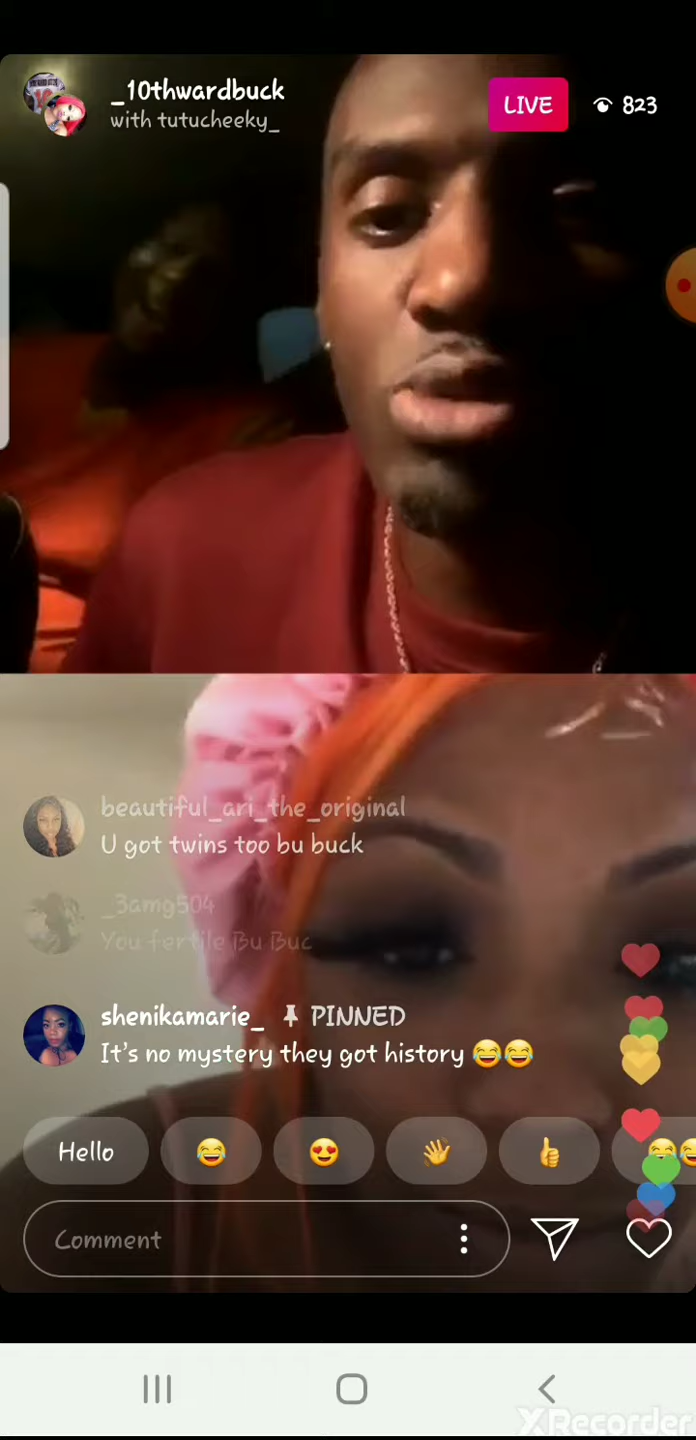 _10thwardbuck
LIVE
823
with tutucheeky_
beautiful_ari_the_original
U got twins too bu buck
_3amg504
You fertile Bu Buc
shenikamarie_ PINNED
It's no mystery they got history 😂😂
Hello 😂 😍 👋 👍 😂
Comment
XRecorder